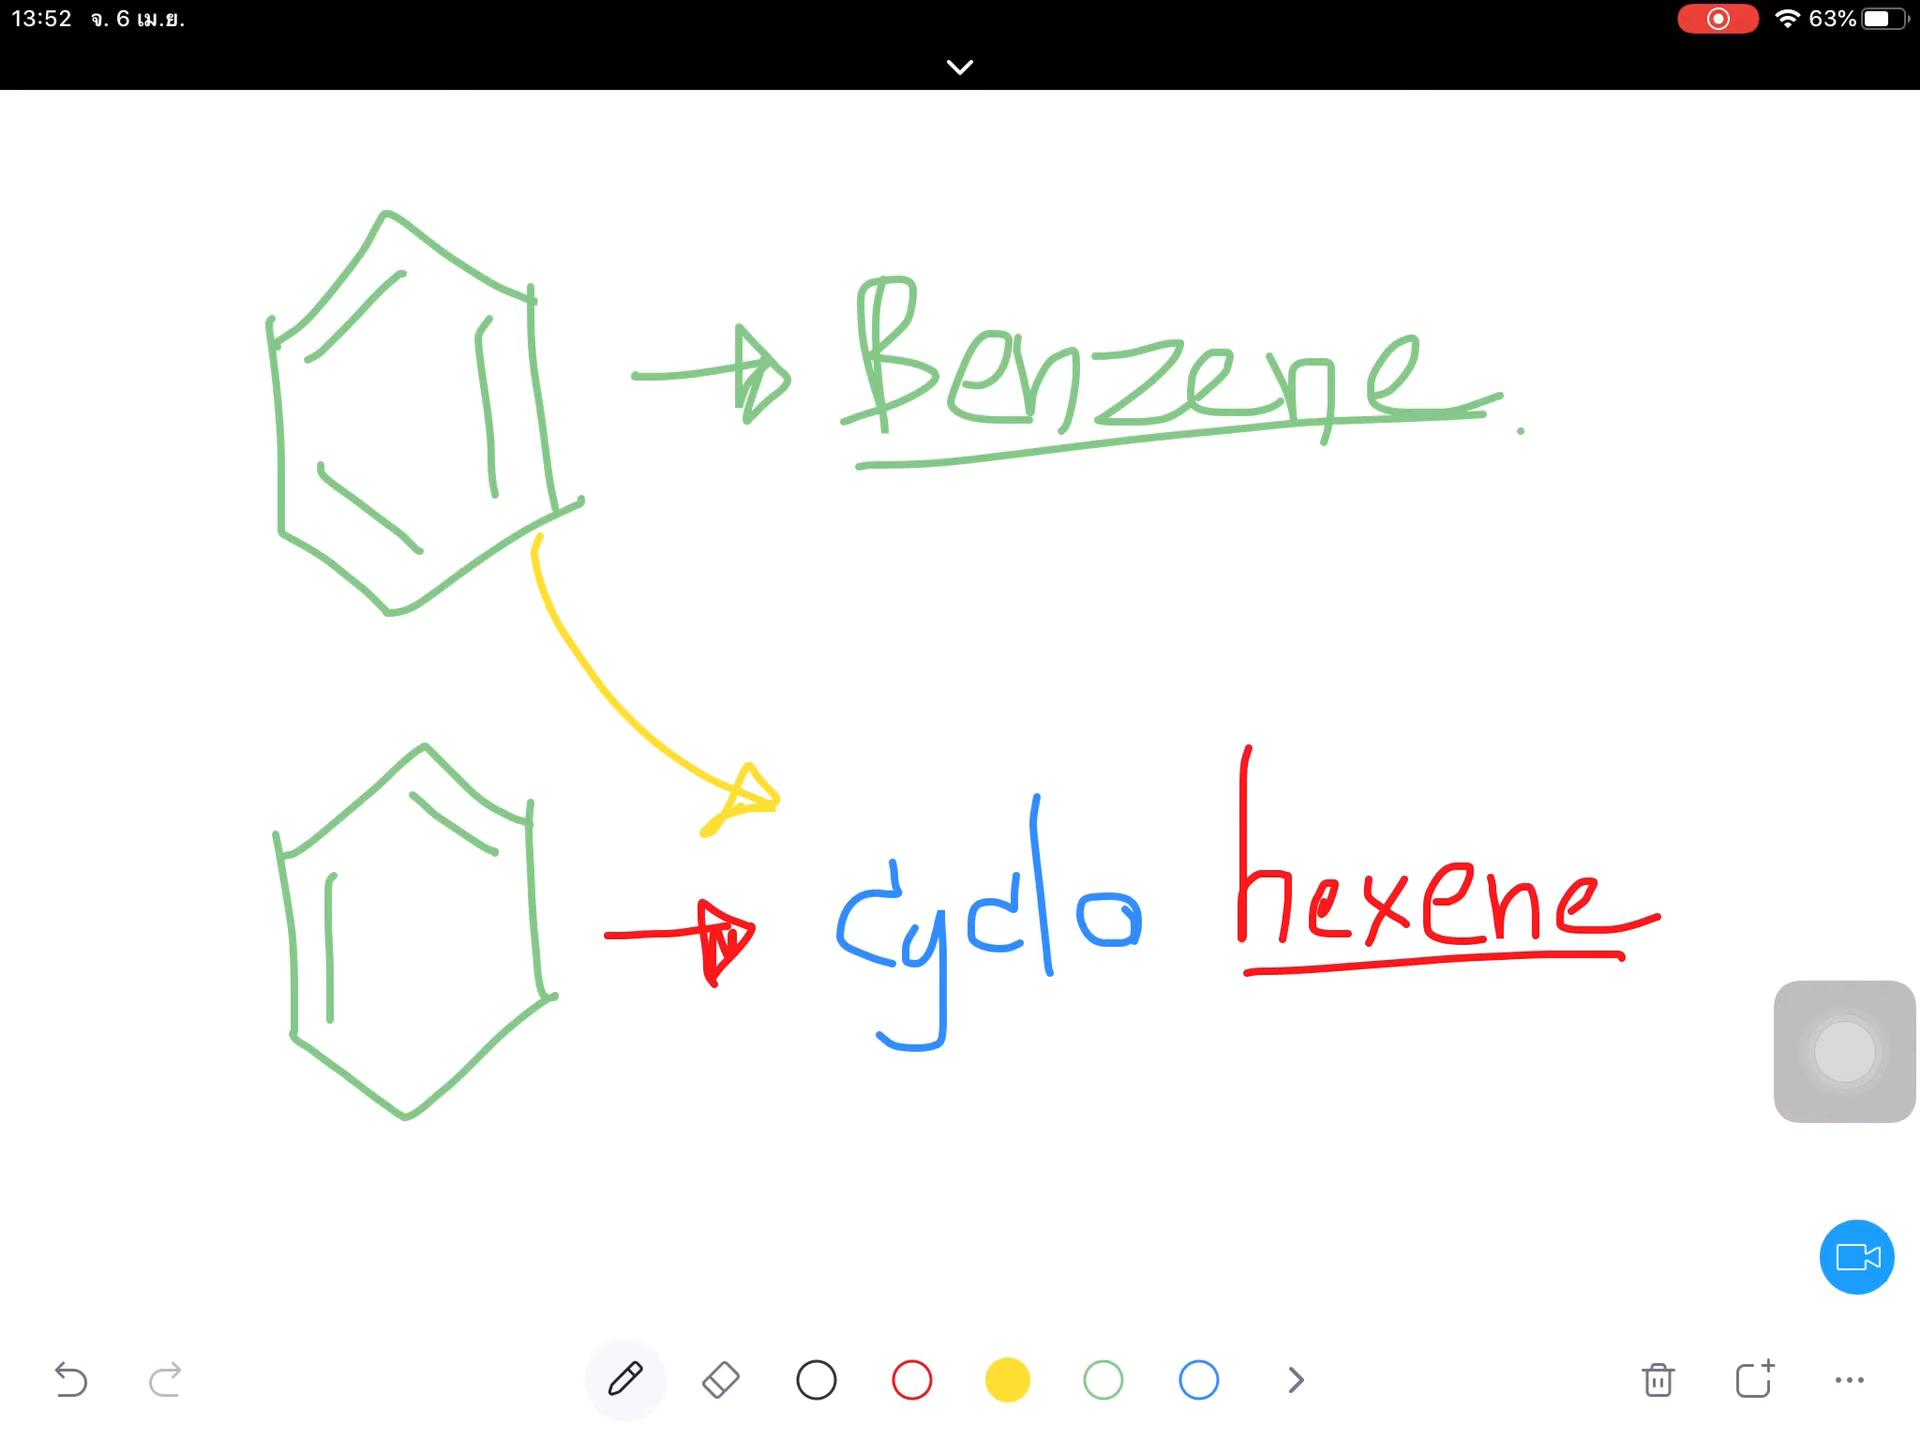 13:52 จ. 6 เม.ย. 63%
Benzene.
cyclo hexene